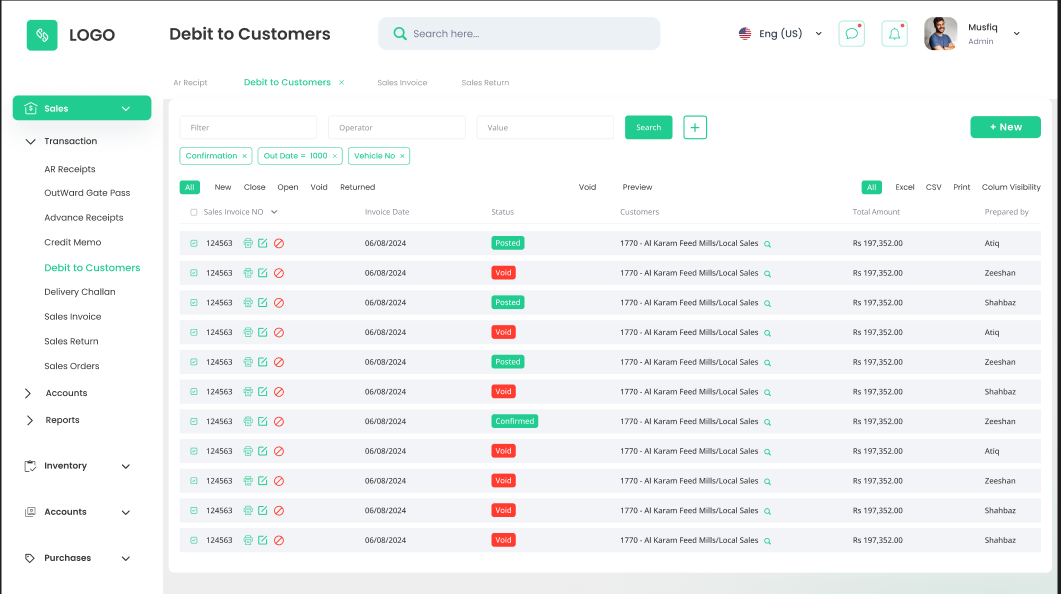 LOGO Debit to Customers Search here... Eng (US) Musfiq
Admin
Ar Recipt Debit to Customers × Sales Invoice Sales Return
Sales
Transaction
AR Receipts
OutWard Gate Pass
Advance Receipts
Credit Memo
Debit to Customers
Delivery Challan
Sales Invoice
Sales Return
Sales Orders
Accounts
Reports
Inventory
Accounts
Purchases
Filter Operator Value Search + + New
Confirmation × Out Date = 1000 × Vehicle No ×
All New Close Open Void Returned Void Preview All Excel CSV Print Colum Visibility
Sales Invoice NO Invoice Date Status Customers Total Amount Prepared by
124563 06/08/2024 Posted 1770 - Al Karam Feed Mills/Local Sales Rs 197,352.00 Atiq
124563 06/08/2024 Void 1770 - Al Karam Feed Mills/Local Sales Rs 197,352.00 Zeeshan
124563 06/08/2024 Posted 1770 - Al Karam Feed Mills/Local Sales Rs 197,352.00 Shahbaz
124563 06/08/2024 Void 1770 - Al Karam Feed Mills/Local Sales Rs 197,352.00 Atiq
124563 06/08/2024 Posted 1770 - Al Karam Feed Mills/Local Sales Rs 197,352.00 Zeeshan
124563 06/08/2024 Void 1770 - Al Karam Feed Mills/Local Sales Rs 197,352.00 Shahbaz
124563 06/08/2024 Confirmed 1770 - Al Karam Feed Mills/Local Sales Rs 197,352.00 Zeeshan
124563 06/08/2024 Void 1770 - Al Karam Feed Mills/Local Sales Rs 197,352.00 Atiq
124563 06/08/2024 Void 1770 - Al Karam Feed Mills/Local Sales Rs 197,352.00 Zeeshan
124563 06/08/2024 Void 1770 - Al Karam Feed Mills/Local Sales Rs 197,352.00 Shahbaz
124563 06/08/2024 Void 1770 - Al Karam Feed Mills/Local Sales Rs 197,352.00 Shahbaz